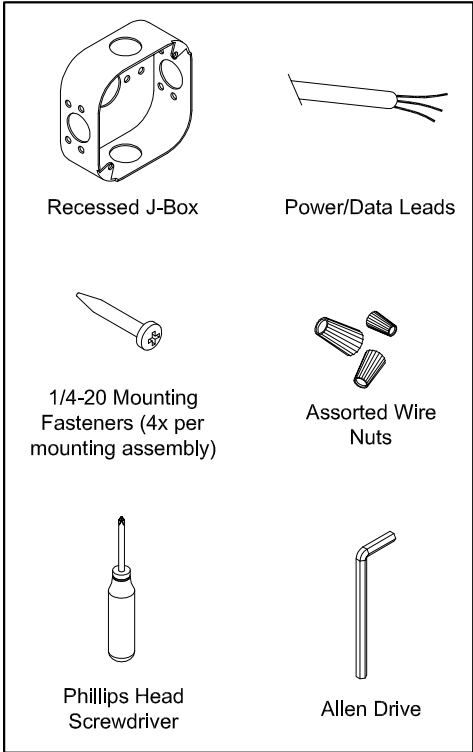 Recessed J-Box
Power/Data Leads
1/4-20 Mounting
Fasteners (4x per
mounting assembly)
Assorted Wire
Nuts
Phillips Head
Screwdriver
Allen Drive